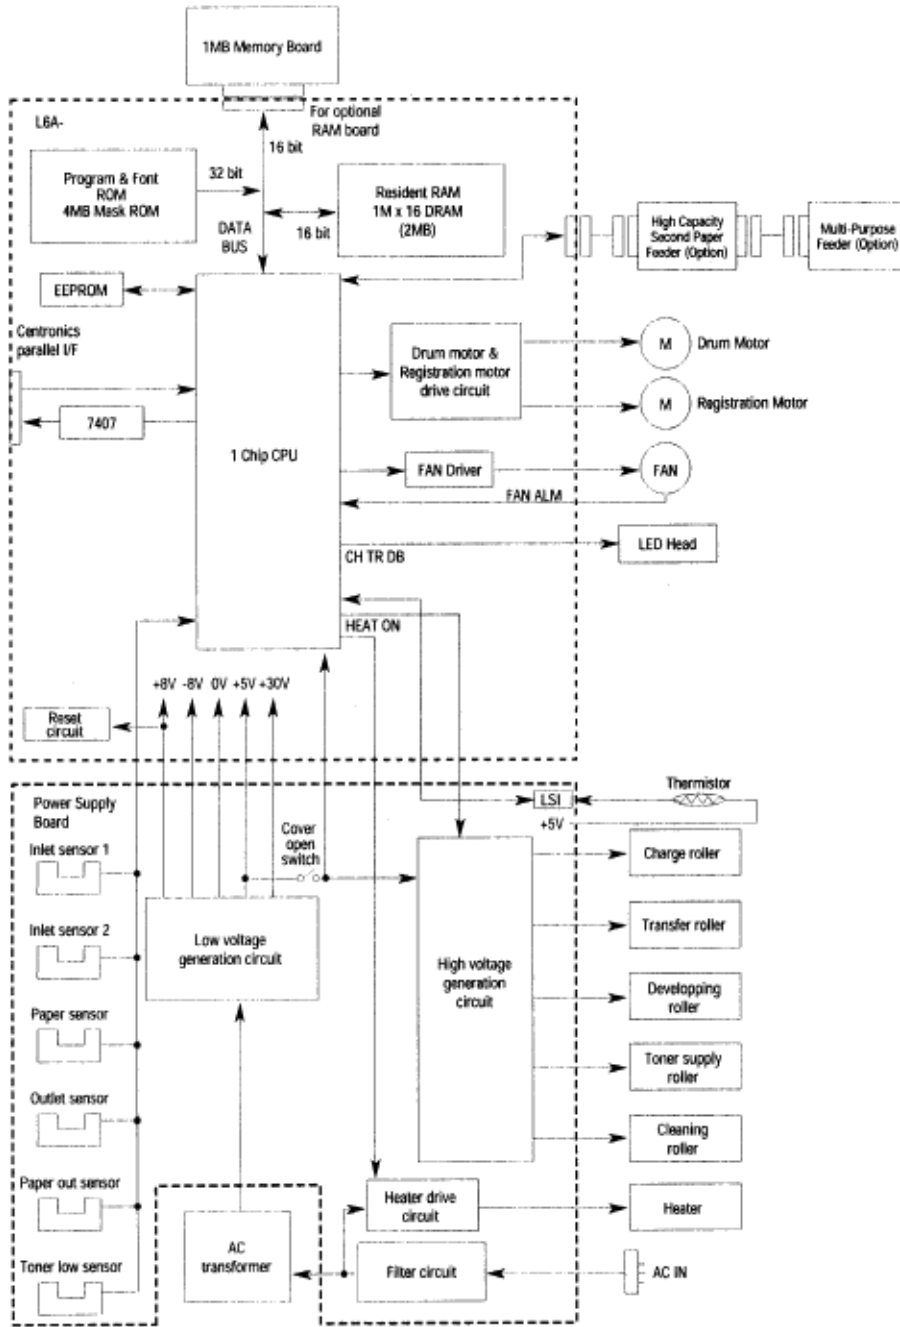 1MB Memory Board
L6A-
For optional
RAM board
16 bit
Program & Font
ROM
4MB Mask ROM
32 bit
Resident RAM
1M x 16 DRAM
(2MB)
DATA
BUS
16 bit
High Capacity
Second Paper
Feeder (Option)
Multi-Purpose
Feeder (Option)
EEPROM
Centronics
parallel I/F
Drum motor &
Registration motor
drive circuit
M
Drum Motor
M
Registration Motor
7407
1 Chip CPU
FAN Driver
FAN
FAN ALM
LED Head
CH TR DB
HEAT ON
+8V
-8V
0V
+5V
+30V
Reset
circuit
Power Supply
Board
Thermistor
LSI
+5V
Cover
open
switch
Inlet sensor 1
Charge roller
Inlet sensor 2
Low voltage
generation circuit
High voltage
generation
circuit
Transfer roller
Paper sensor
Developping
roller
Toner supply
roller
Outlet sensor
Cleaning
roller
Paper out sensor
Heater drive
circuit
Heater
Toner low sensor
AC
transformer
Filter circuit
AC IN